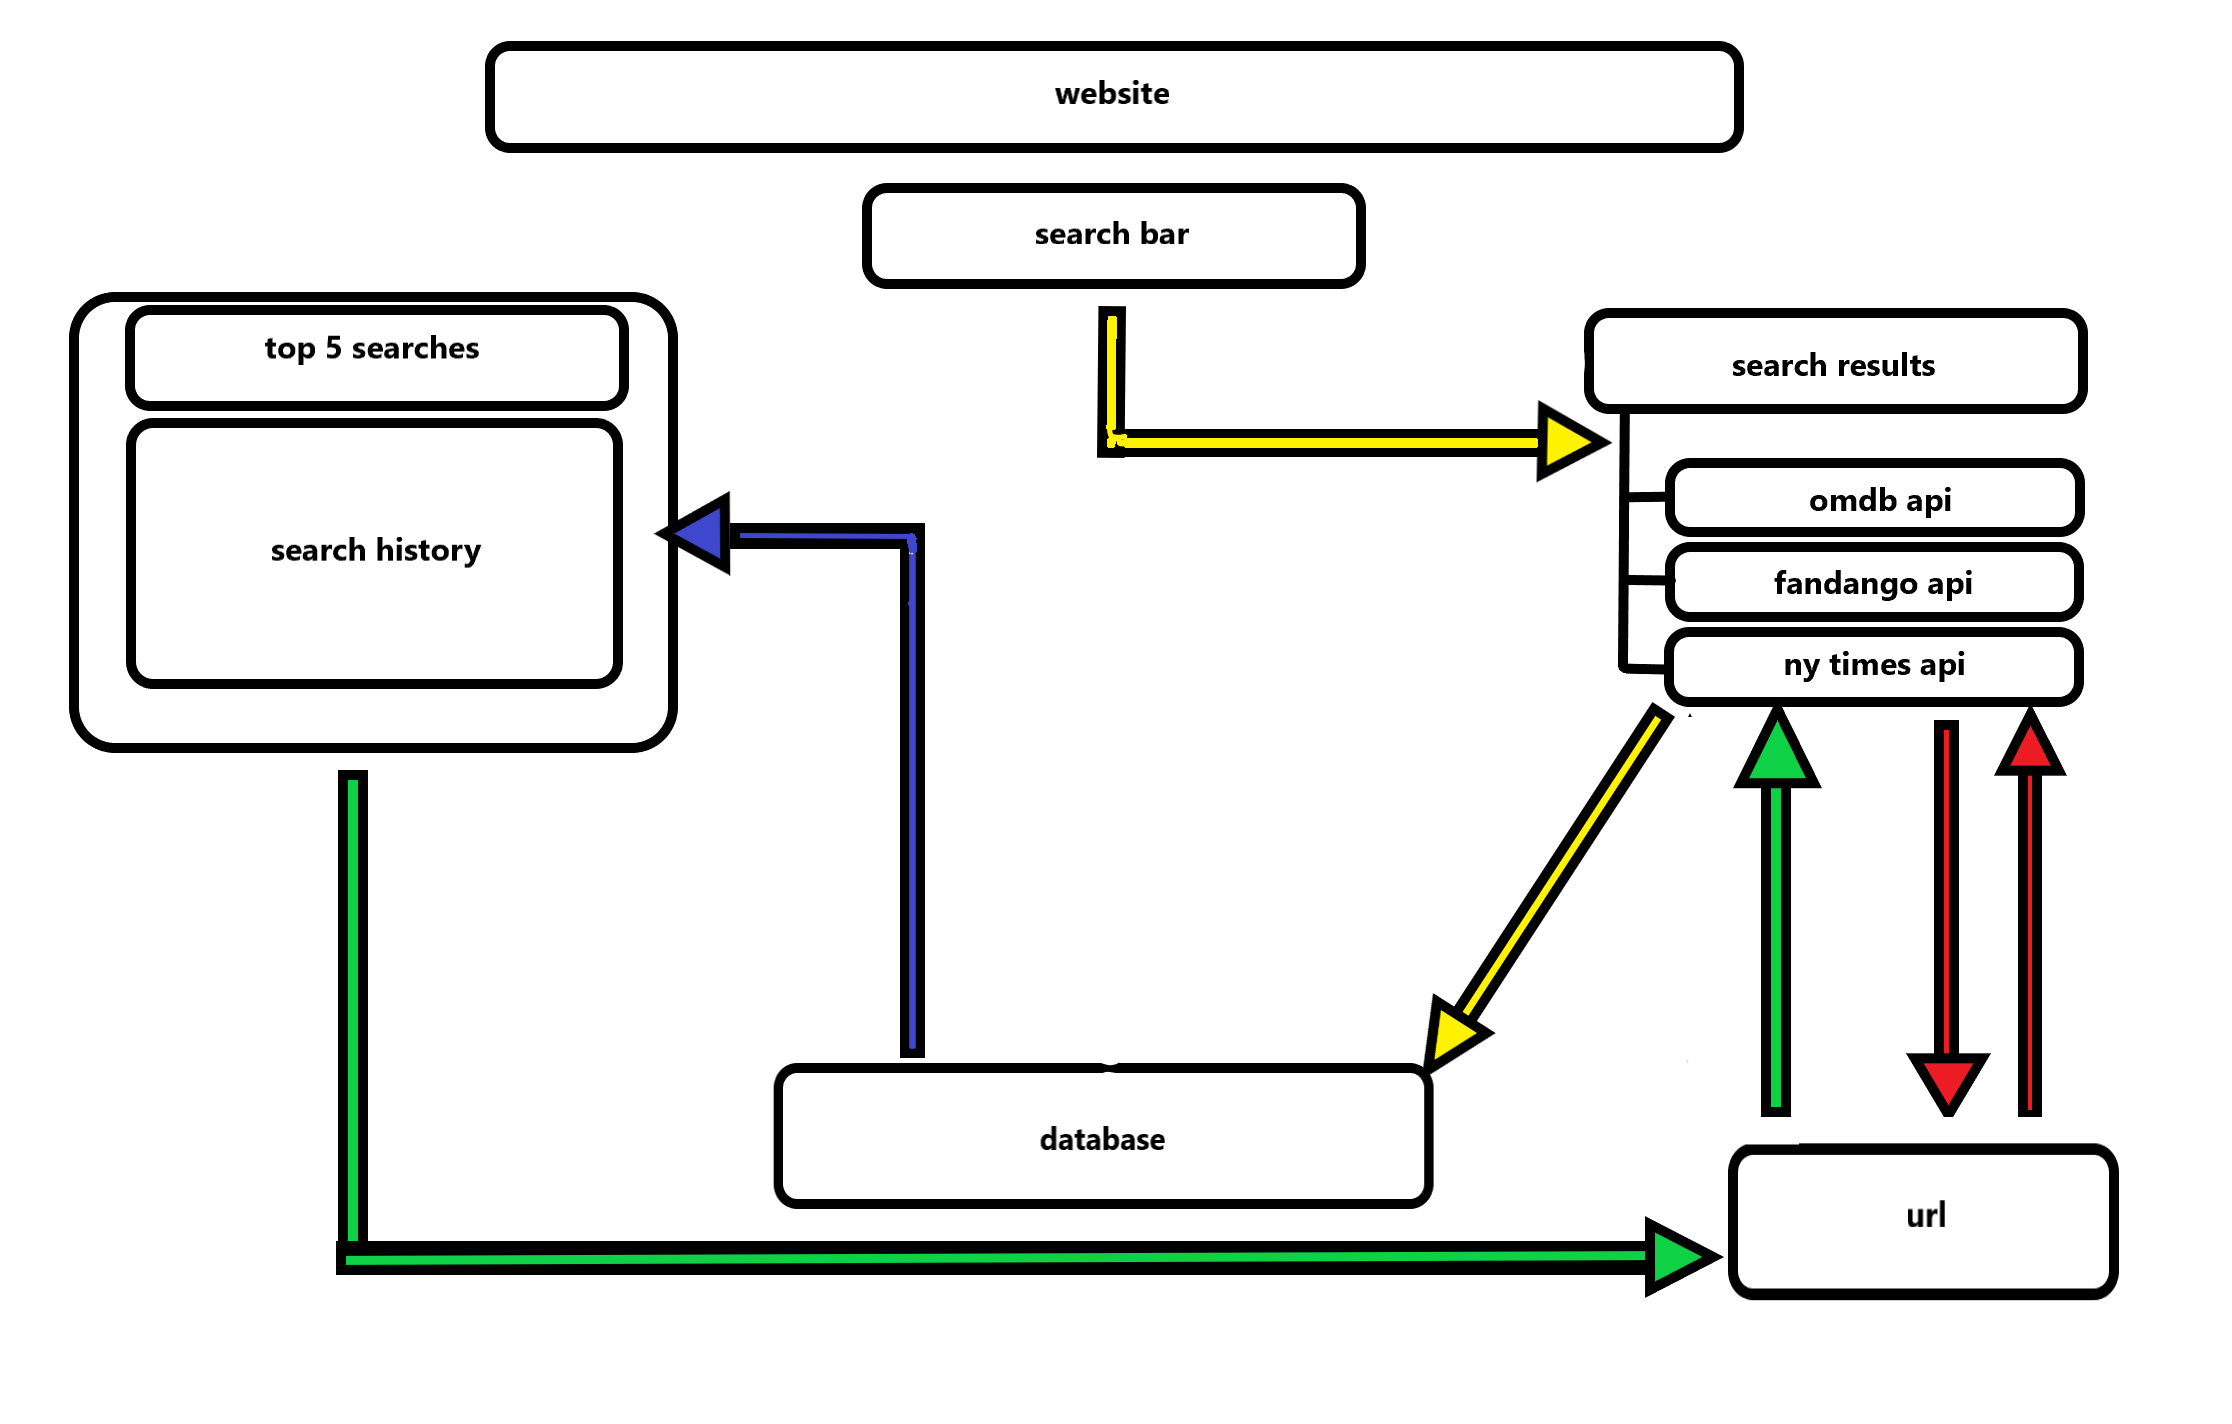 website
search bar
top 5 searches
search history
search results
omdb api
fandango api
ny times api
database
url